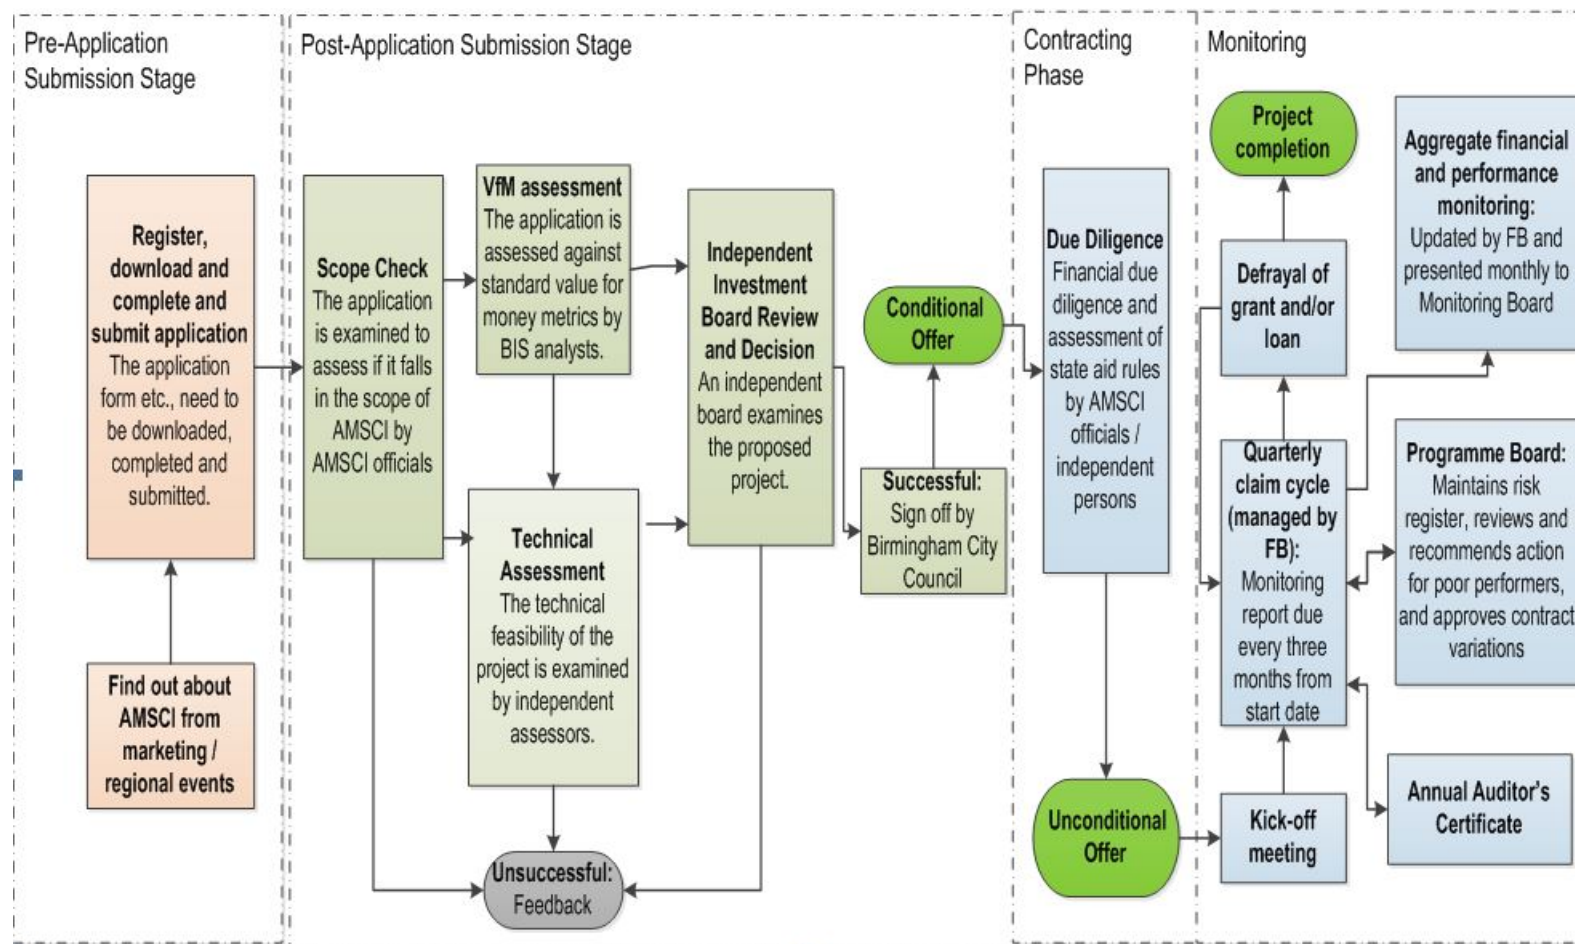 Pre-Application
Submission Stage
Register,
download and
complete and
submit application
The application
form etc., need to
be downloaded,
completed and
submitted.
Find out about
AMSCI from
marketing /
regional events
Post-Application Submission Stage
Scope Check
The application
is examined to
assess if it falls
in the scope of
AMSCI by
AMSCI officials
VfM assessment
The application is
assessed against
standard value for
money metrics by
BIS analysts.
Technical
Assessment
The technical
feasibility of the
project is examined
by independent
assessors.
Unsuccessful:
Feedback
Independent
Investment
Board Review
and Decision
An independent
board examines
the proposed
project.
Conditional
Offer
Successful:
Sign off by
Birmingham City
Council
Contracting
Phase
Due Diligence
Financial due
diligence and
assessment of
state aid rules
by AMSCI
officials /
independent
persons
Unconditional
Offer
Monitoring
Project
completion
Defrayal of
grant and/or
loan
Quarterly
claim cycle
(managed by
FB):
Monitoring
report due
every three
months from
start date
Kick-off
meeting
Aggregate financial
and performance
monitoring:
Updated by FB and
presented monthly to
Monitoring Board
Programme Board:
Maintains risk
register, reviews and
recommends action
for poor performers,
and approves contract
variations
Annual Auditor's
Certificate